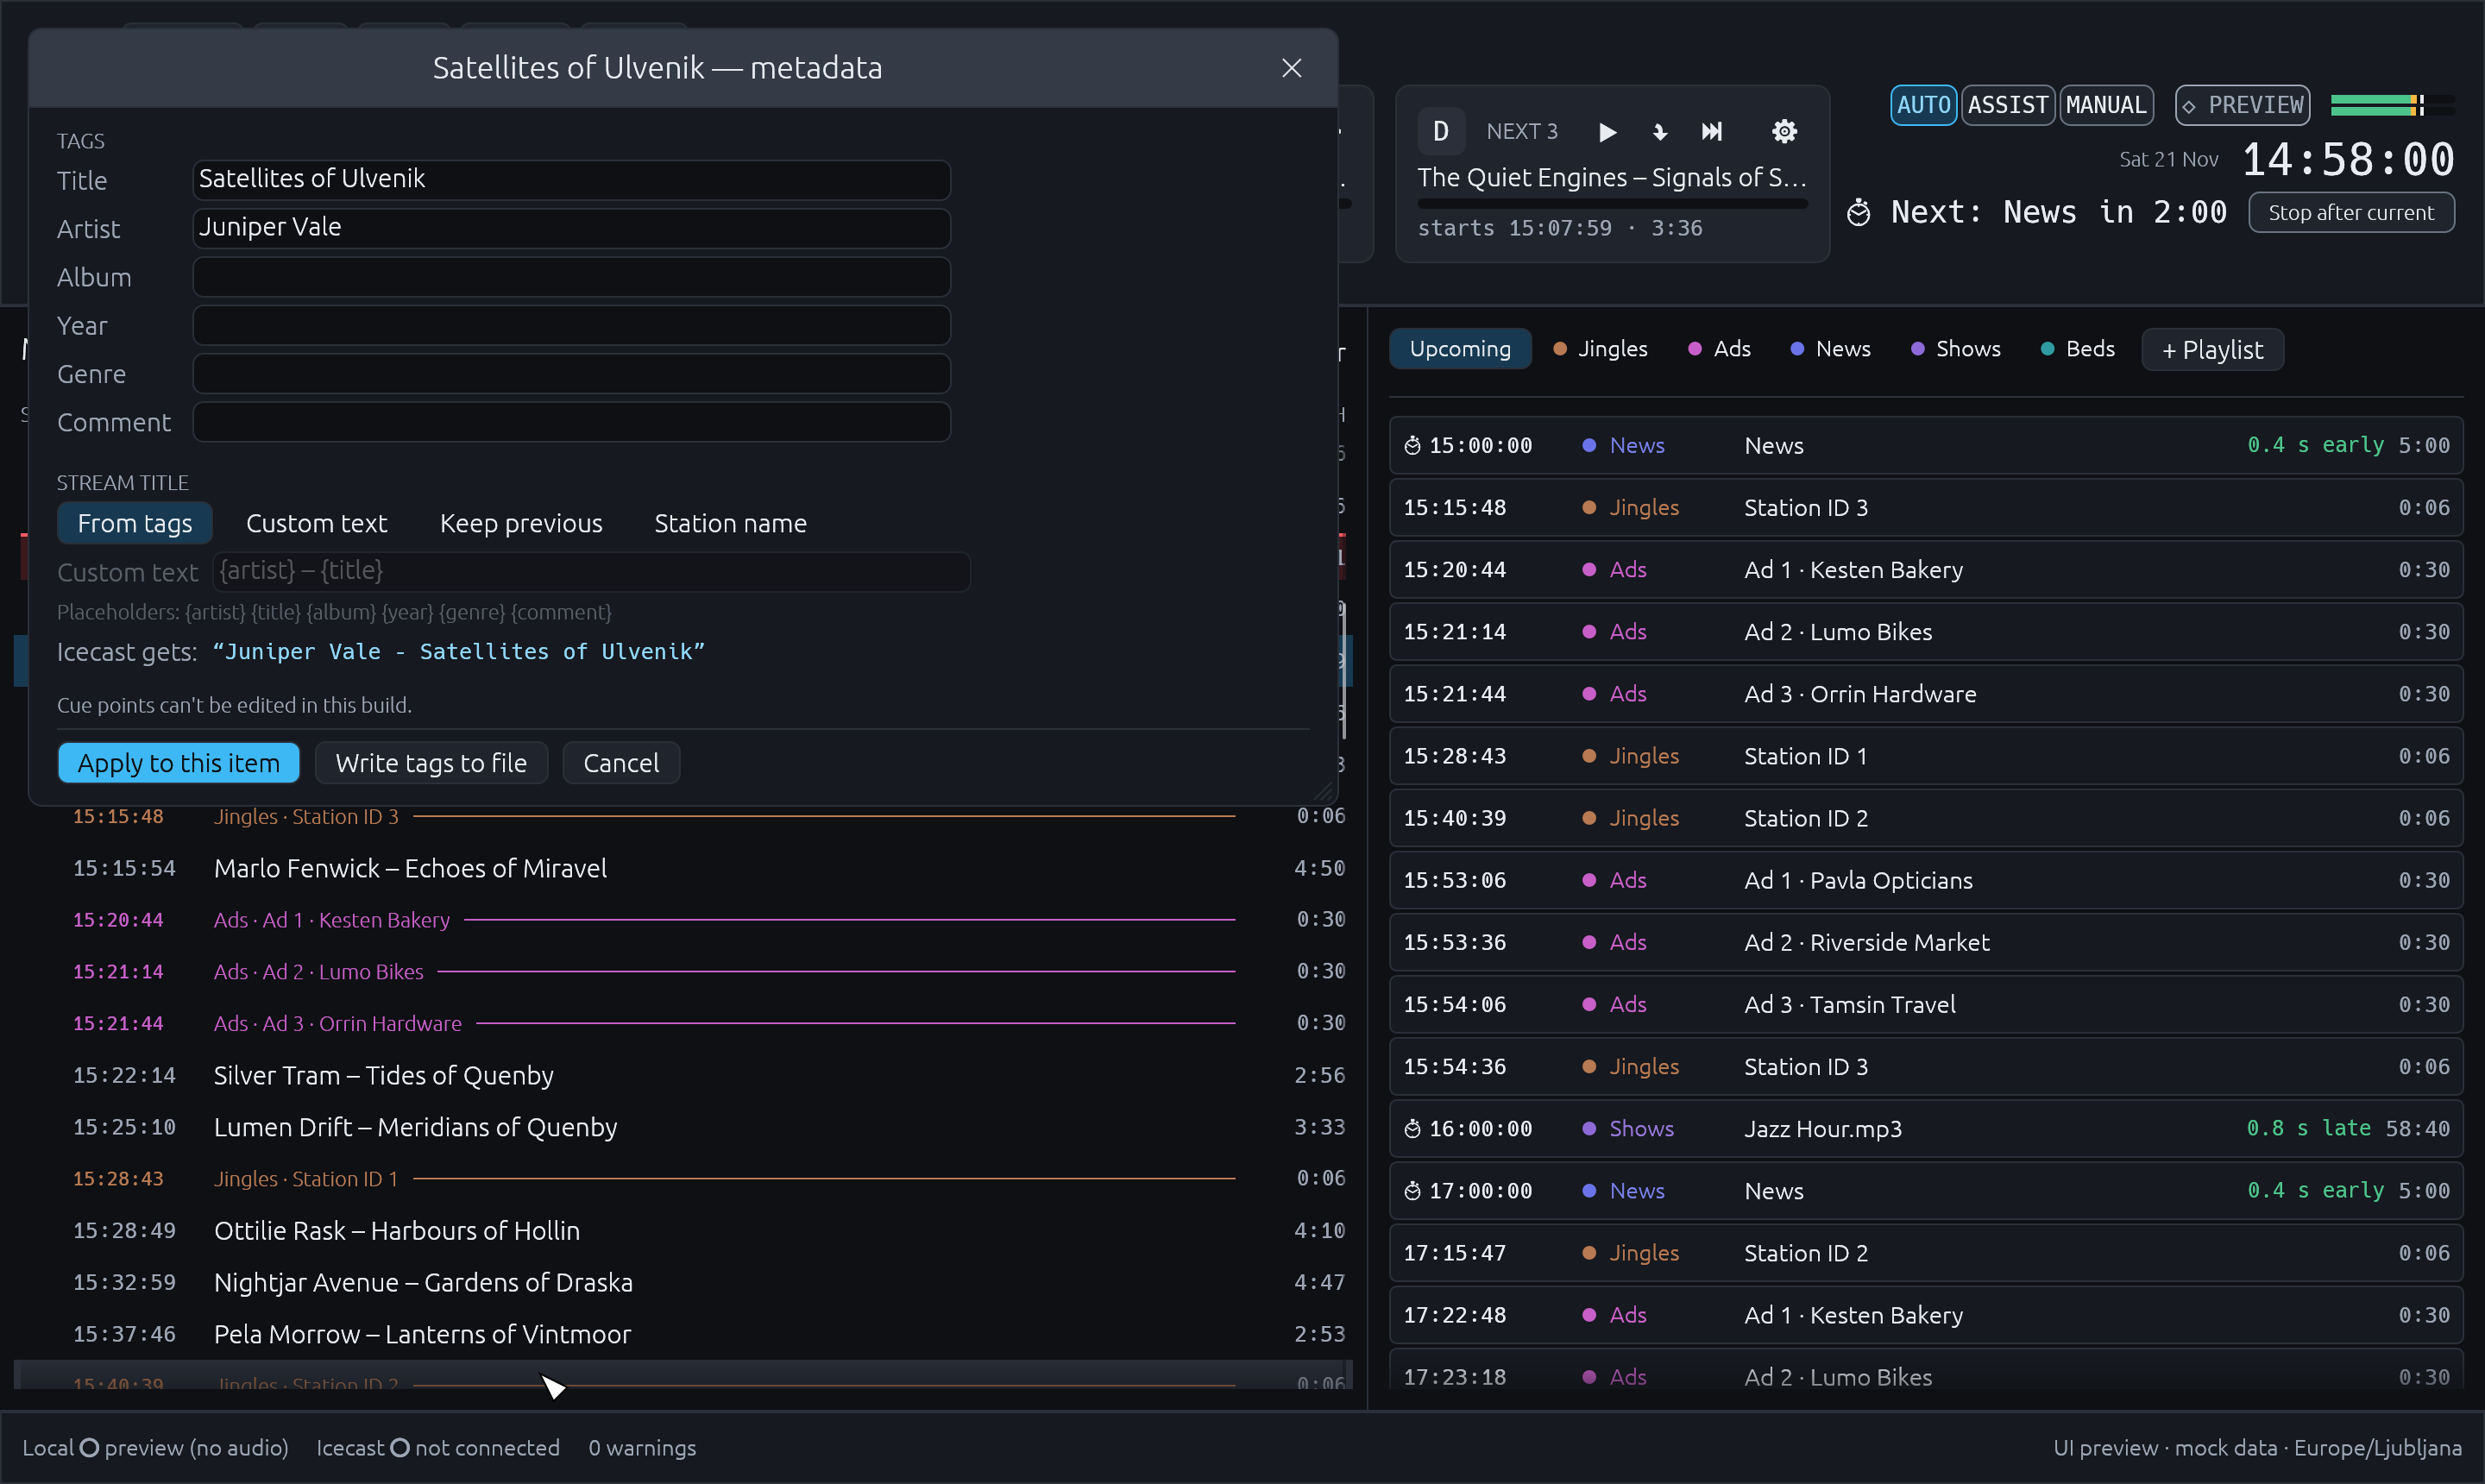 Satellites of Ulvenik — metadata
TAGS
Title Satellites of Ulvenik
Artist Juniper Vale
Album
Year
Genre
Comment
STREAM TITLE
From tags Custom text Keep previous Station name
Custom text {artist} – {title}
Placeholders: {artist} {title} {album} {year} {genre} {comment}
Icecast gets: “Juniper Vale - Satellites of Ulvenik”
Cue points can't be edited in this build.
Apply to this item Write tags to file Cancel
D NEXT 3
The Quiet Engines – Signals of S…
starts 15:07:59 · 3:36
AUTO ASSIST MANUAL ◇ PREVIEW
Sat 21 Nov 14:58:00
Next: News in 2:00 Stop after current
15:15:48 Jingles · Station ID 3 0:06
15:15:54 Marlo Fenwick – Echoes of Miravel 4:50
15:20:44 Ads · Ad 1 · Kesten Bakery 0:30
15:21:14 Ads · Ad 2 · Lumo Bikes 0:30
15:21:44 Ads · Ad 3 · Orrin Hardware 0:30
15:22:14 Silver Tram – Tides of Quenby 2:56
15:25:10 Lumen Drift – Meridians of Quenby 3:33
15:28:43 Jingles · Station ID 1 0:06
15:28:49 Ottilie Rask – Harbours of Hollin 4:10
15:32:59 Nightjar Avenue – Gardens of Draska 4:47
15:37:46 Pela Morrow – Lanterns of Vintmoor 2:53
15:40:39 Jingles · Station ID 2 0:06
Upcoming Jingles Ads News Shows Beds + Playlist
15:00:00 News News 0.4 s early 5:00
15:15:48 Jingles Station ID 3 0:06
15:20:44 Ads Ad 1 · Kesten Bakery 0:30
15:21:14 Ads Ad 2 · Lumo Bikes 0:30
15:21:44 Ads Ad 3 · Orrin Hardware 0:30
15:28:43 Jingles Station ID 1 0:06
15:40:39 Jingles Station ID 2 0:06
15:53:06 Ads Ad 1 · Pavla Opticians 0:30
15:53:36 Ads Ad 2 · Riverside Market 0:30
15:54:06 Ads Ad 3 · Tamsin Travel 0:30
15:54:36 Jingles Station ID 3 0:06
16:00:00 Shows Jazz Hour.mp3 0.8 s late 58:40
17:00:00 News News 0.4 s early 5:00
17:15:47 Jingles Station ID 2 0:06
17:22:48 Ads Ad 1 · Kesten Bakery 0:30
17:23:18 Ads Ad 2 · Lumo Bikes 0:30
Local preview (no audio) Icecast not connected 0 warnings
UI preview · mock data · Europe/Ljubljana